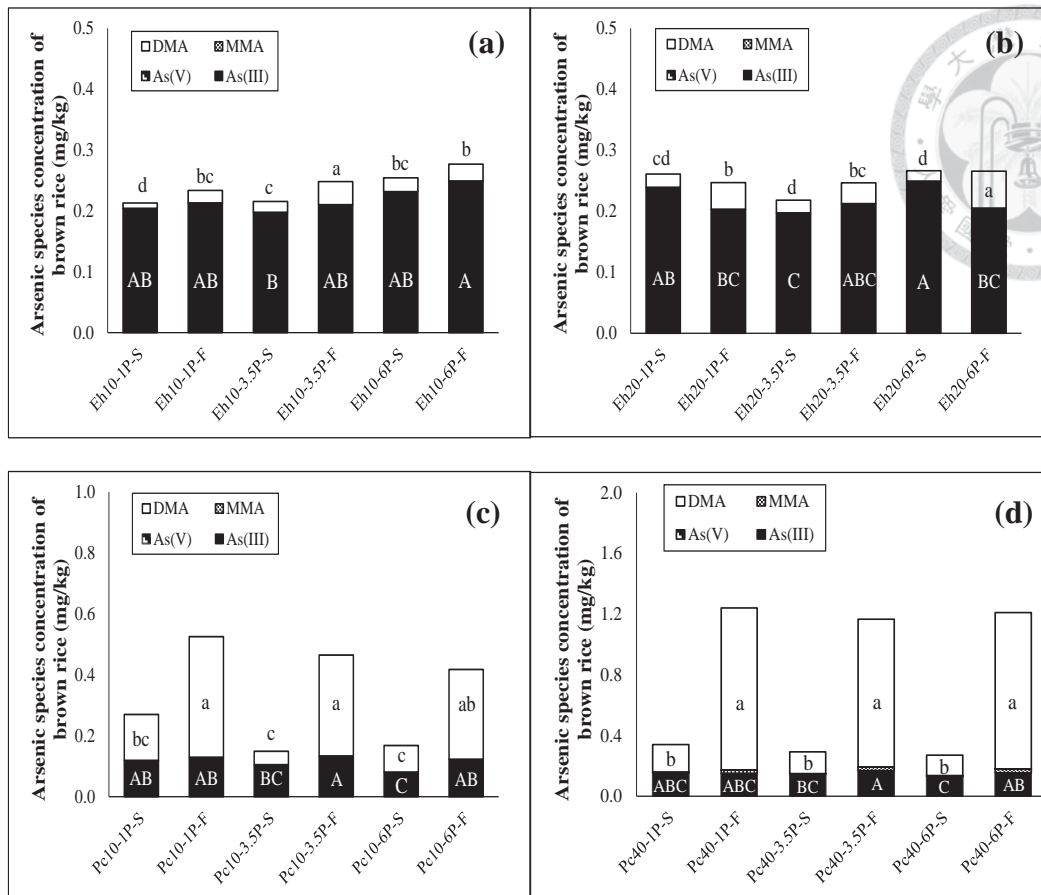 (a)
Arsenic species concentration of
brown rice (mg/kg)
0.5
0.4
0.3
0.2
0.1
0.0
DMA MMA
As(V) As(III)
d bc c a bc b
AB AB B AB AB A
Eh10-1P-S Eh10-1P-F Eh10-3.5P-S Eh10-3.5P-F Eh10-6P-S Eh10-6P-F
(b)
Arsenic species concentration of
brown rice (mg/kg)
0.5
0.4
0.3
0.2
0.1
0.0
DMA MMA
As(V) As(III)
cd b d bc d a
AB BC C ABC A BC
Eh20-1P-S Eh20-1P-F Eh20-3.5P-S Eh20-3.5P-F Eh20-6P-S Eh20-6P-F
學 大
(c)
Arsenic species concentration of
brown rice (mg/kg)
1.0
0.8
0.6
0.4
0.2
0.0
DMA MMA
As(V) As(III)
bc a c a c ab
AB AB BC A C AB
Pc10-1P-S Pc10-1P-F Pc10-3.5P-S Pc10-3.5P-F Pc10-6P-S Pc10-6P-F
(d)
Arsenic species concentration of
brown rice (mg/kg)
2.0
1.6
1.2
0.8
0.4
0.0
DMA MMA
As(V) As(III)
b a b a b a
ABC ABC BC A C AB
Pc40-1P-S Pc40-1P-F Pc40-3.5P-S Pc40-3.5P-F Pc40-6P-S Pc40-6P-F